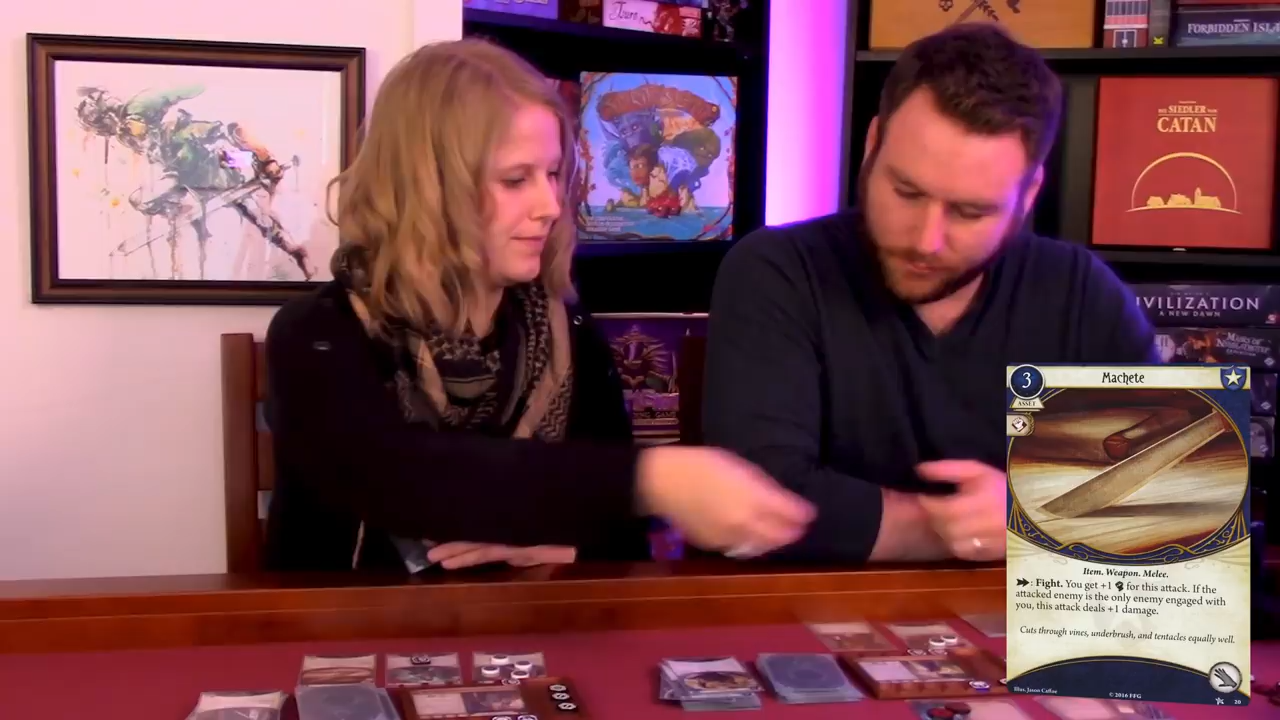 FORBIDDEN ISL
DIE SIEDLER VON
CATAN
IVILIZATION
A NEW DAWN
3
ASSET
Machete
Item. Weapon. Melee.
: Fight. You get +1 for this attack. If the
attacked enemy is the only enemy engaged with
you, this attack deals +1 damage.
Cuts through vines, underbrush, and tentacles equally well.
Illus. Jason Caffoe
© 2016 FFG
20